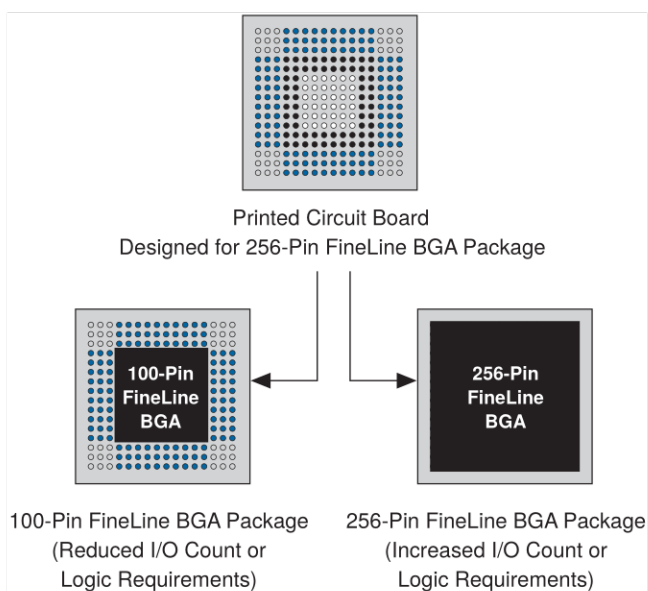 Printed Circuit Board
Designed for 256-Pin FineLine BGA Package
100-Pin
FineLine
BGA
256-Pin
FineLine
BGA
100-Pin FineLine BGA Package
(Reduced I/O Count or
Logic Requirements)
256-Pin FineLine BGA Package
(Increased I/O Count or
Logic Requirements)